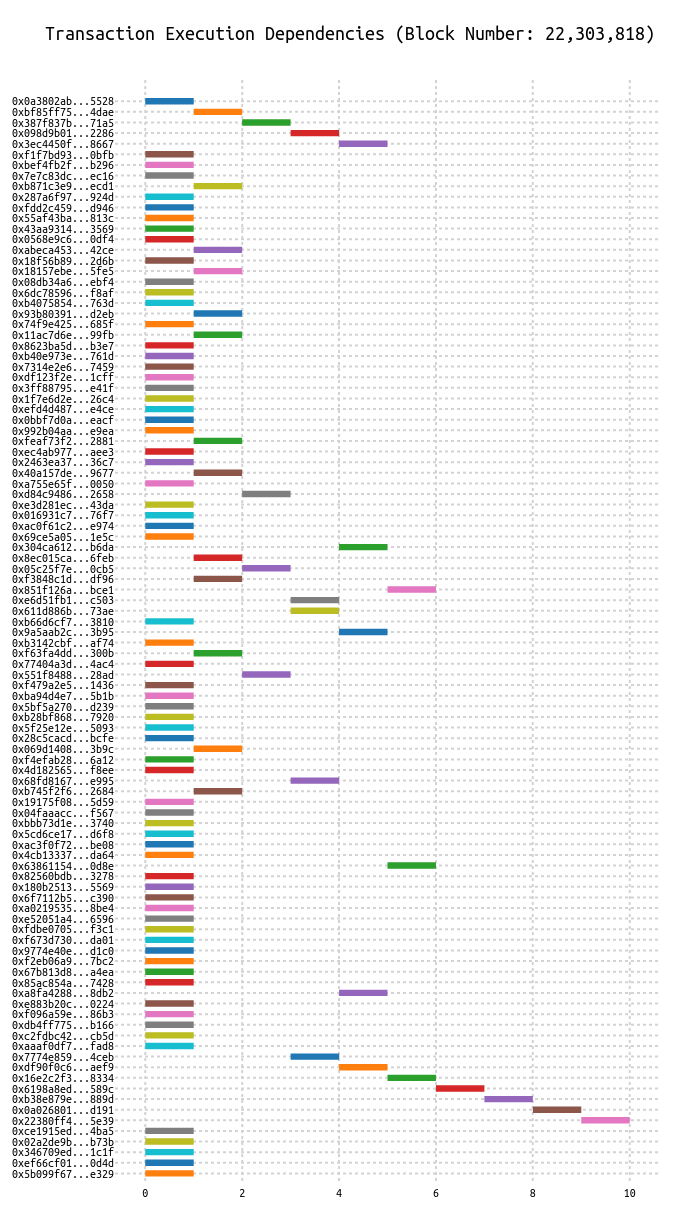 Transaction Execution Dependencies (Block Number: 22,303,818)
0x0a3802ab...5528
0xbf85ff75...4dae
0x387f837b...71a5
0x098d9b01...2286
0x3ec4450f...8667
0xf1f7bd93...0bfb
0xbef4fb2f...b296
0x7e7c83dc...ec16
0xb871c3e9...ecd1
0x287a6f97...924d
0xfdd2c459...d946
0x55af43ba...813c
0x43aa9314...3569
0x0568e9c6...0df4
0xabeca453...42ce
0x18f56b89...2d6b
0x18157ebe...5fe5
0x08db34a6...ebf4
0x6dc78596...f8af
0xb4075854...763d
0x93b80391...d2eb
0x74f9e425...685f
0x11ac7d6e...99fb
0x8623ba5d...b3e7
0xb40e973e...761d
0x7314e2e6...7459
0xdf123f2e...1cff
0x3ff88795...e41f
0x1f7e6d2e...26c4
0xefd4d487...e4ce
0x0bbf7d0a...eacf
0x992b04aa...e9ea
0xfeaf73f2...2881
0xec4ab977...aee3
0x2463ea37...36c7
0x40a157de...9677
0xa755e65f...0050
0xd84c9486...2658
0xe3d281ec...43da
0x016931c7...76f7
0xac0f61c2...e974
0x69ce5a05...1e5c
0x304ca612...b6da
0x8ec015ca...6feb
0x05c25f7e...0cb5
0xf3848c1d...df96
0x851f126a...bce1
0xe6d51fb1...c503
0x611d886b...73ae
0xb66d6cf7...3810
0x9a5aab2c...3b95
0xb3142cbf...af74
0xf63fa4dd...300b
0x77404a3d...4ac4
0x551f8488...28ad
0xf479a2e5...1436
0xba94d4e7...5b1b
0x5bf5a270...d239
0xb28bf868...7920
0x5f25e12e...5093
0x28c5cacd...bcfe
0x069d1408...3b9c
0xf4efab28...6a12
0x4d182565...f8ee
0x68fd8167...e995
0xb745f2f6...2684
0x19175f08...5d59
0x04faaacc...f567
0xbbb73d1e...3740
0x5cd6ce17...d6f8
0xac3f0f72...be08
0x4cb13337...da64
0x63861154...0d8e
0x82560bdb...3278
0x180b2513...5569
0x6f7112b5...c390
0xa0219535...8be4
0xe52051a4...6596
0xfdbe0705...f3c1
0xf673d730...da01
0x9774e40e...d1c0
0xf2eb06a9...7bc2
0x67b813d8...a4ea
0x85ac854a...7428
0xa8fa4288...8db2
0xe883b20c...0224
0xf096a59e...86b3
0xdb4ff775...b166
0xc2fdbc42...cb5d
0xaaaf0df7...fad8
0x7774e859...4ceb
0xdf90f0c6...aef9
0x16e2c2f3...8334
0x6198a8ed...589c
0xb38e879e...889d
0x0a026801...d191
0x22380ff4...5e39
0xce1915ed...4ba5
0x02a2de9b...b73b
0x346709ed...1c1f
0xef66cf01...0d4d
0x5b099f67...e329
0 2 4 6 8 10